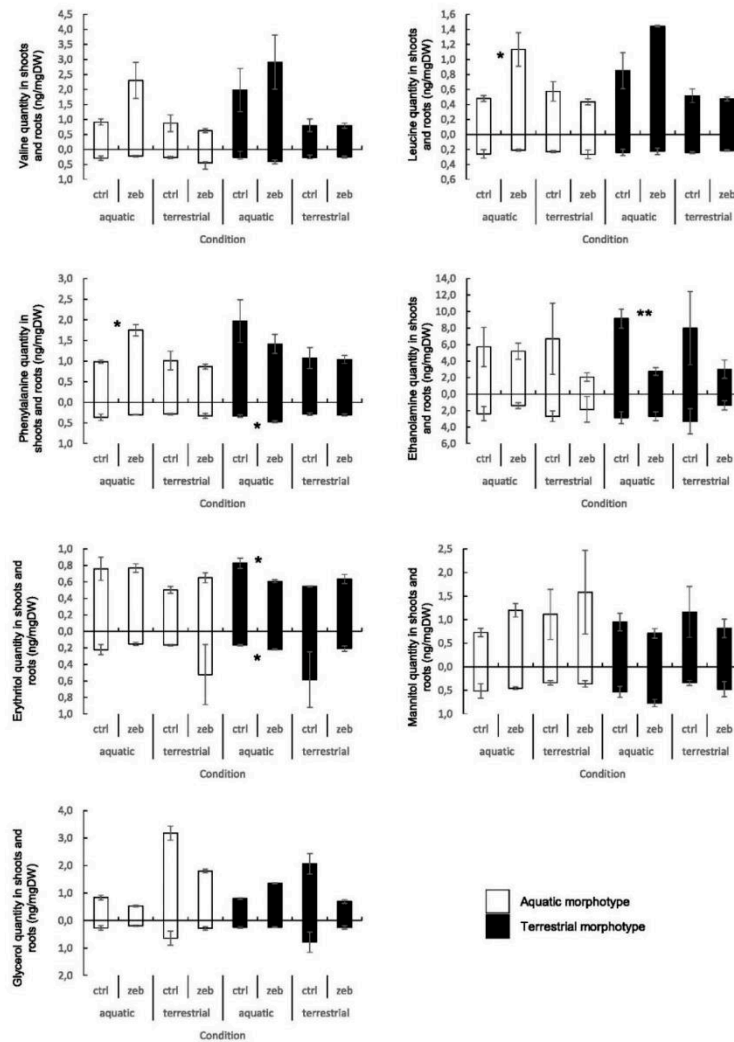 Valine quantity in shoots
and roots (ng/mgDW)
4,5
4,0
3,5
3,0
2,5
2,0
1,5
1,0
0,5
0,0
0,5
1,0
ctrl zeb ctrl zeb ctrl zeb ctrl zeb
aquatic terrestrial aquatic terrestrial
Condition
Leucine quantity in shoots
and roots (ng/mgDW)
1,6
1,4
1,2
1,0
0,8
0,6
0,4
0,2
0,0
0,2
0,4
0,6
*
ctrl zeb ctrl zeb ctrl zeb ctrl zeb
aquatic terrestrial aquatic terrestrial
Condition
Phenylalanine quantity in
shoots and roots (ng/mgDW)
3,0
2,5
2,0
1,5
1,0
0,5
0,0
0,5
1,0
*
*
ctrl zeb ctrl zeb ctrl zeb ctrl zeb
aquatic terrestrial aquatic terrestrial
Condition
Ethanolamine quantity in shoots
and roots (ng/mgDW)
14,0
12,0
10,0
8,0
6,0
4,0
2,0
0,0
2,0
4,0
6,0
**
ctrl zeb ctrl zeb ctrl zeb ctrl zeb
aquatic terrestrial aquatic terrestrial
Condition
Erythritol quantity in shoots and
roots (ng/mgDW)
1,0
0,8
0,6
0,4
0,2
0,0
0,2
0,4
0,6
0,8
1,0
*
*
ctrl zeb ctrl zeb ctrl zeb ctrl zeb
aquatic terrestrial aquatic terrestrial
Condition
Mannitol quantity in shoots and
roots (ng/mgDW)
2,5
2,0
1,5
1,0
0,5
0,0
0,5
1,0
ctrl zeb ctrl zeb ctrl zeb ctrl zeb
aquatic terrestrial aquatic terrestrial
Condition
Glycerol quantity in shoots and
roots (ng/mgDW)
4,0
3,0
2,0
1,0
0,0
1,0
2,0
ctrl zeb ctrl zeb ctrl zeb ctrl zeb
aquatic terrestrial aquatic terrestrial
Condition
Aquatic morphotype
Terrestrial morphotype